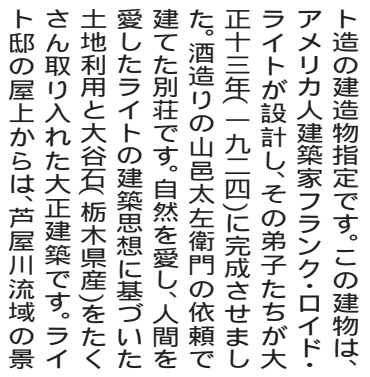 ト造の建造物指定です。この建物は、
アメリカ人建築家フランク・ロイド・
ライトが設計し、その弟子たちが大
正十三年(一九二四)に完成させまし
た。酒造りの山邑太左衛門の依頼で
建てた別荘です。自然を愛し、人間を
愛したライトの建築思想に基づいた
土地利用と大谷石(栃木県産)をたく
さん取り入れた大正建築です。ライ
ト邸の屋上からは、芦屋川流域の景